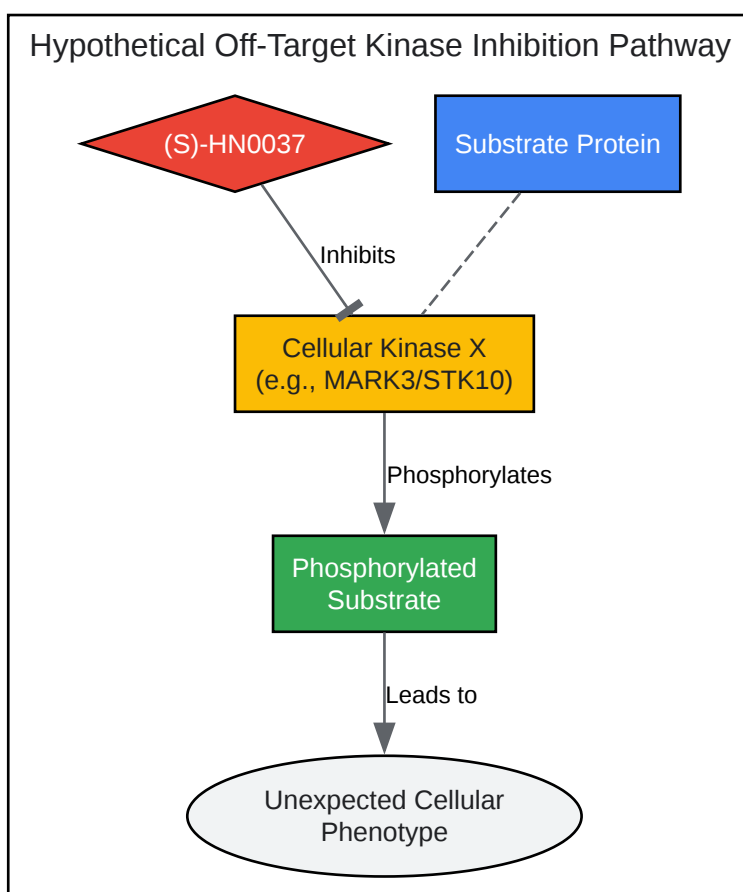 Hypothetical Off-Target Kinase Inhibition Pathway
(S)-HN0037
Substrate Protein
Inhibits
Cellular Kinase X
(e.g., MARK3/STK10)
Phosphorylates
Phosphorylated
Substrate
Leads to
Unexpected Cellular
Phenotype